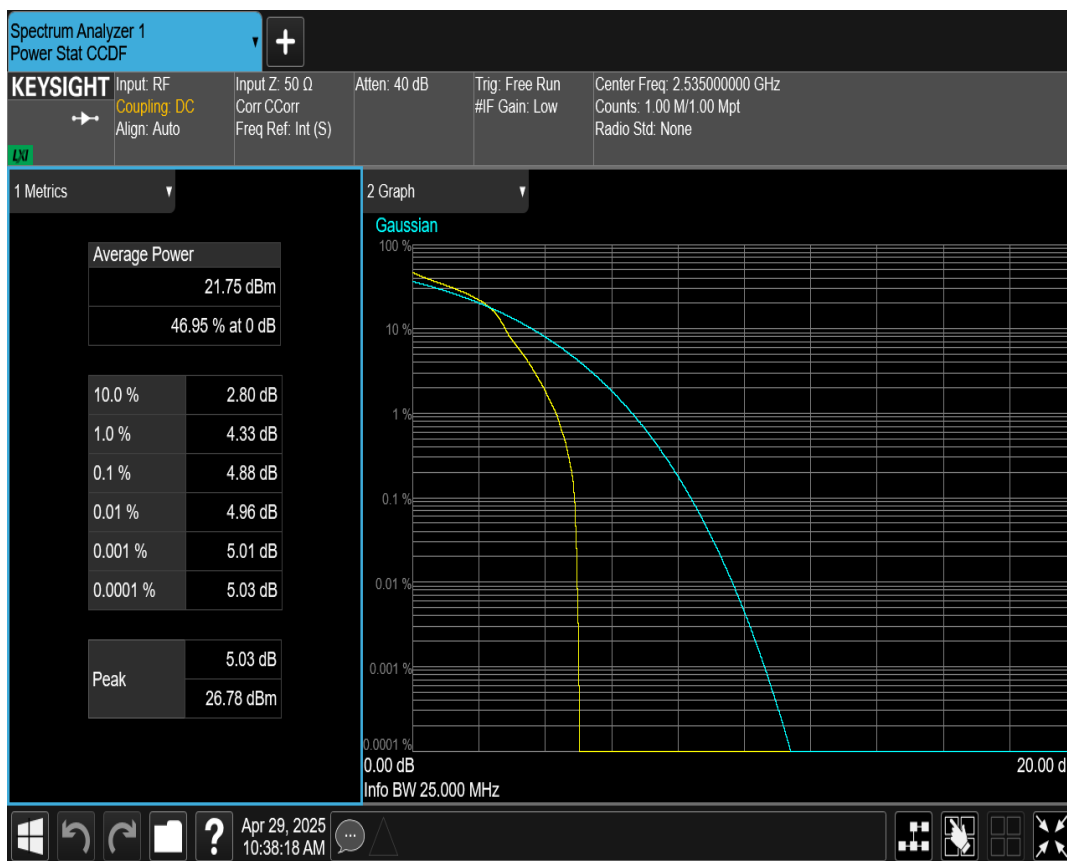 Spectrum Analyzer 1
Power Stat CCDF
KEYSIGHT
LXI
Input: RF
Coupling: DC
Align: Auto
Input Z: 50 Ω
Corr CCorr
Freq Ref: Int (S)
Atten: 40 dB
Trig: Free Run
#IF Gain: Low
Center Freq: 2.535000000 GHz
Counts: 1.00 M/1.00 Mpt
Radio Std: None
1 Metrics
Average Power
21.75 dBm
46.95 % at 0 dB
10.0 % 2.80 dB
1.0 % 4.33 dB
0.1 % 4.88 dB
0.01 % 4.96 dB
0.001 % 5.01 dB
0.0001 % 5.03 dB
Peak
5.03 dB
26.78 dBm
2 Graph
Gaussian
100 %
10 %
1 %
0.1 %
0.01 %
0.001 %
0.0001 %
0.00 dB 20.00 d
Info BW 25.000 MHz
Apr 29, 2025
10:38:18 AM